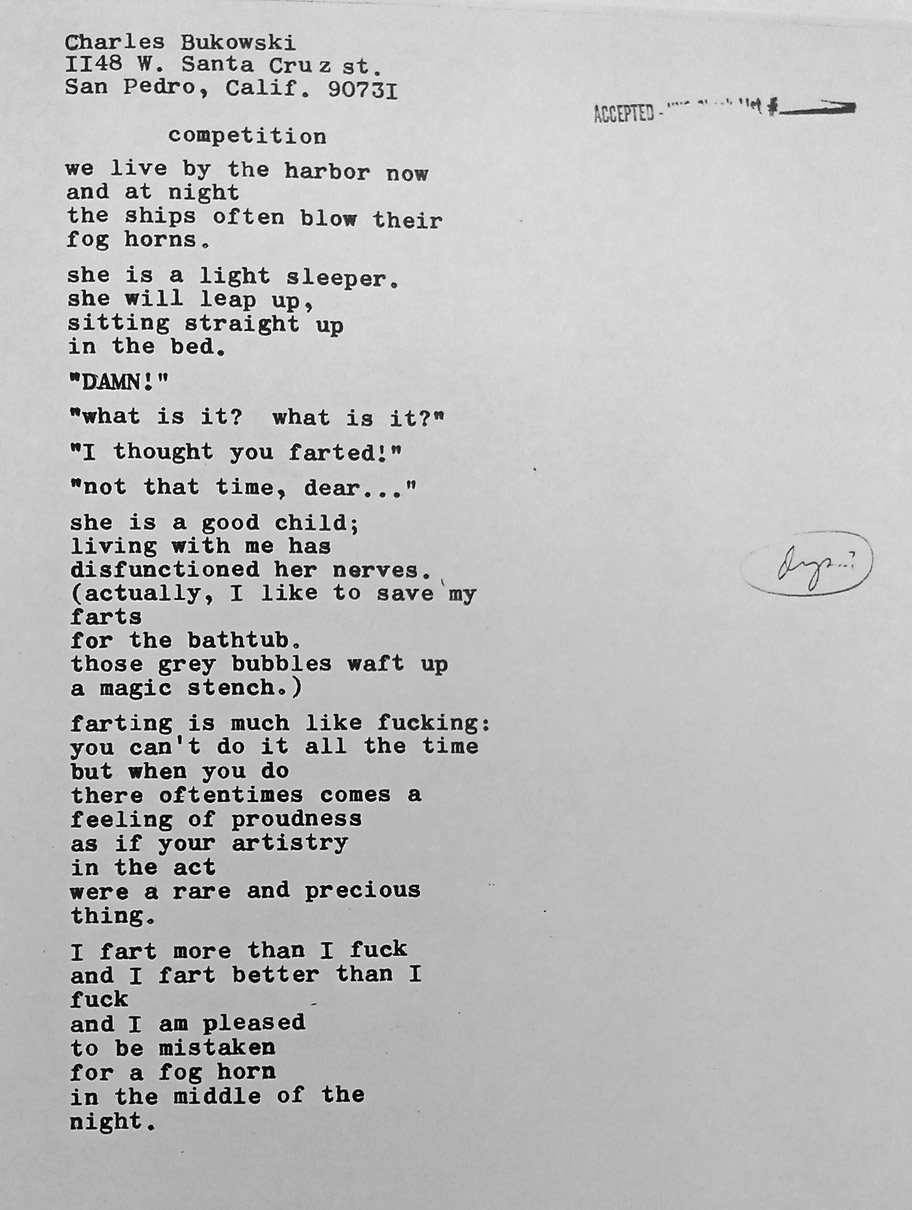 Charles Bukowski
II48 W. Santa Cruz st.
San Pedro, Calif. 9073I
ACCEPTED -
competition
we live by the harbor now
and at night
the ships often blow their
fog horns.
she is a light sleeper.
she will leap up,
sitting straight up
in the bed.
"DAMN!"
"what is it?  what is it?"
"I thought you farted!"
"not that time, dear..."
she is a good child;
living with me has
disfunctioned her nerves.
(actually, I like to save my
farts
for the bathtub.
those grey bubbles waft up
a magic stench.)
farting is much like fucking:
you can't do it all the time
but when you do
there oftentimes comes a
feeling of proudness
as if your artistry
in the act
were a rare and precious
thing.
I fart more than I fuck
and I fart better than I
fuck
and I am pleased
to be mistaken
for a fog horn
in the middle of the
night.